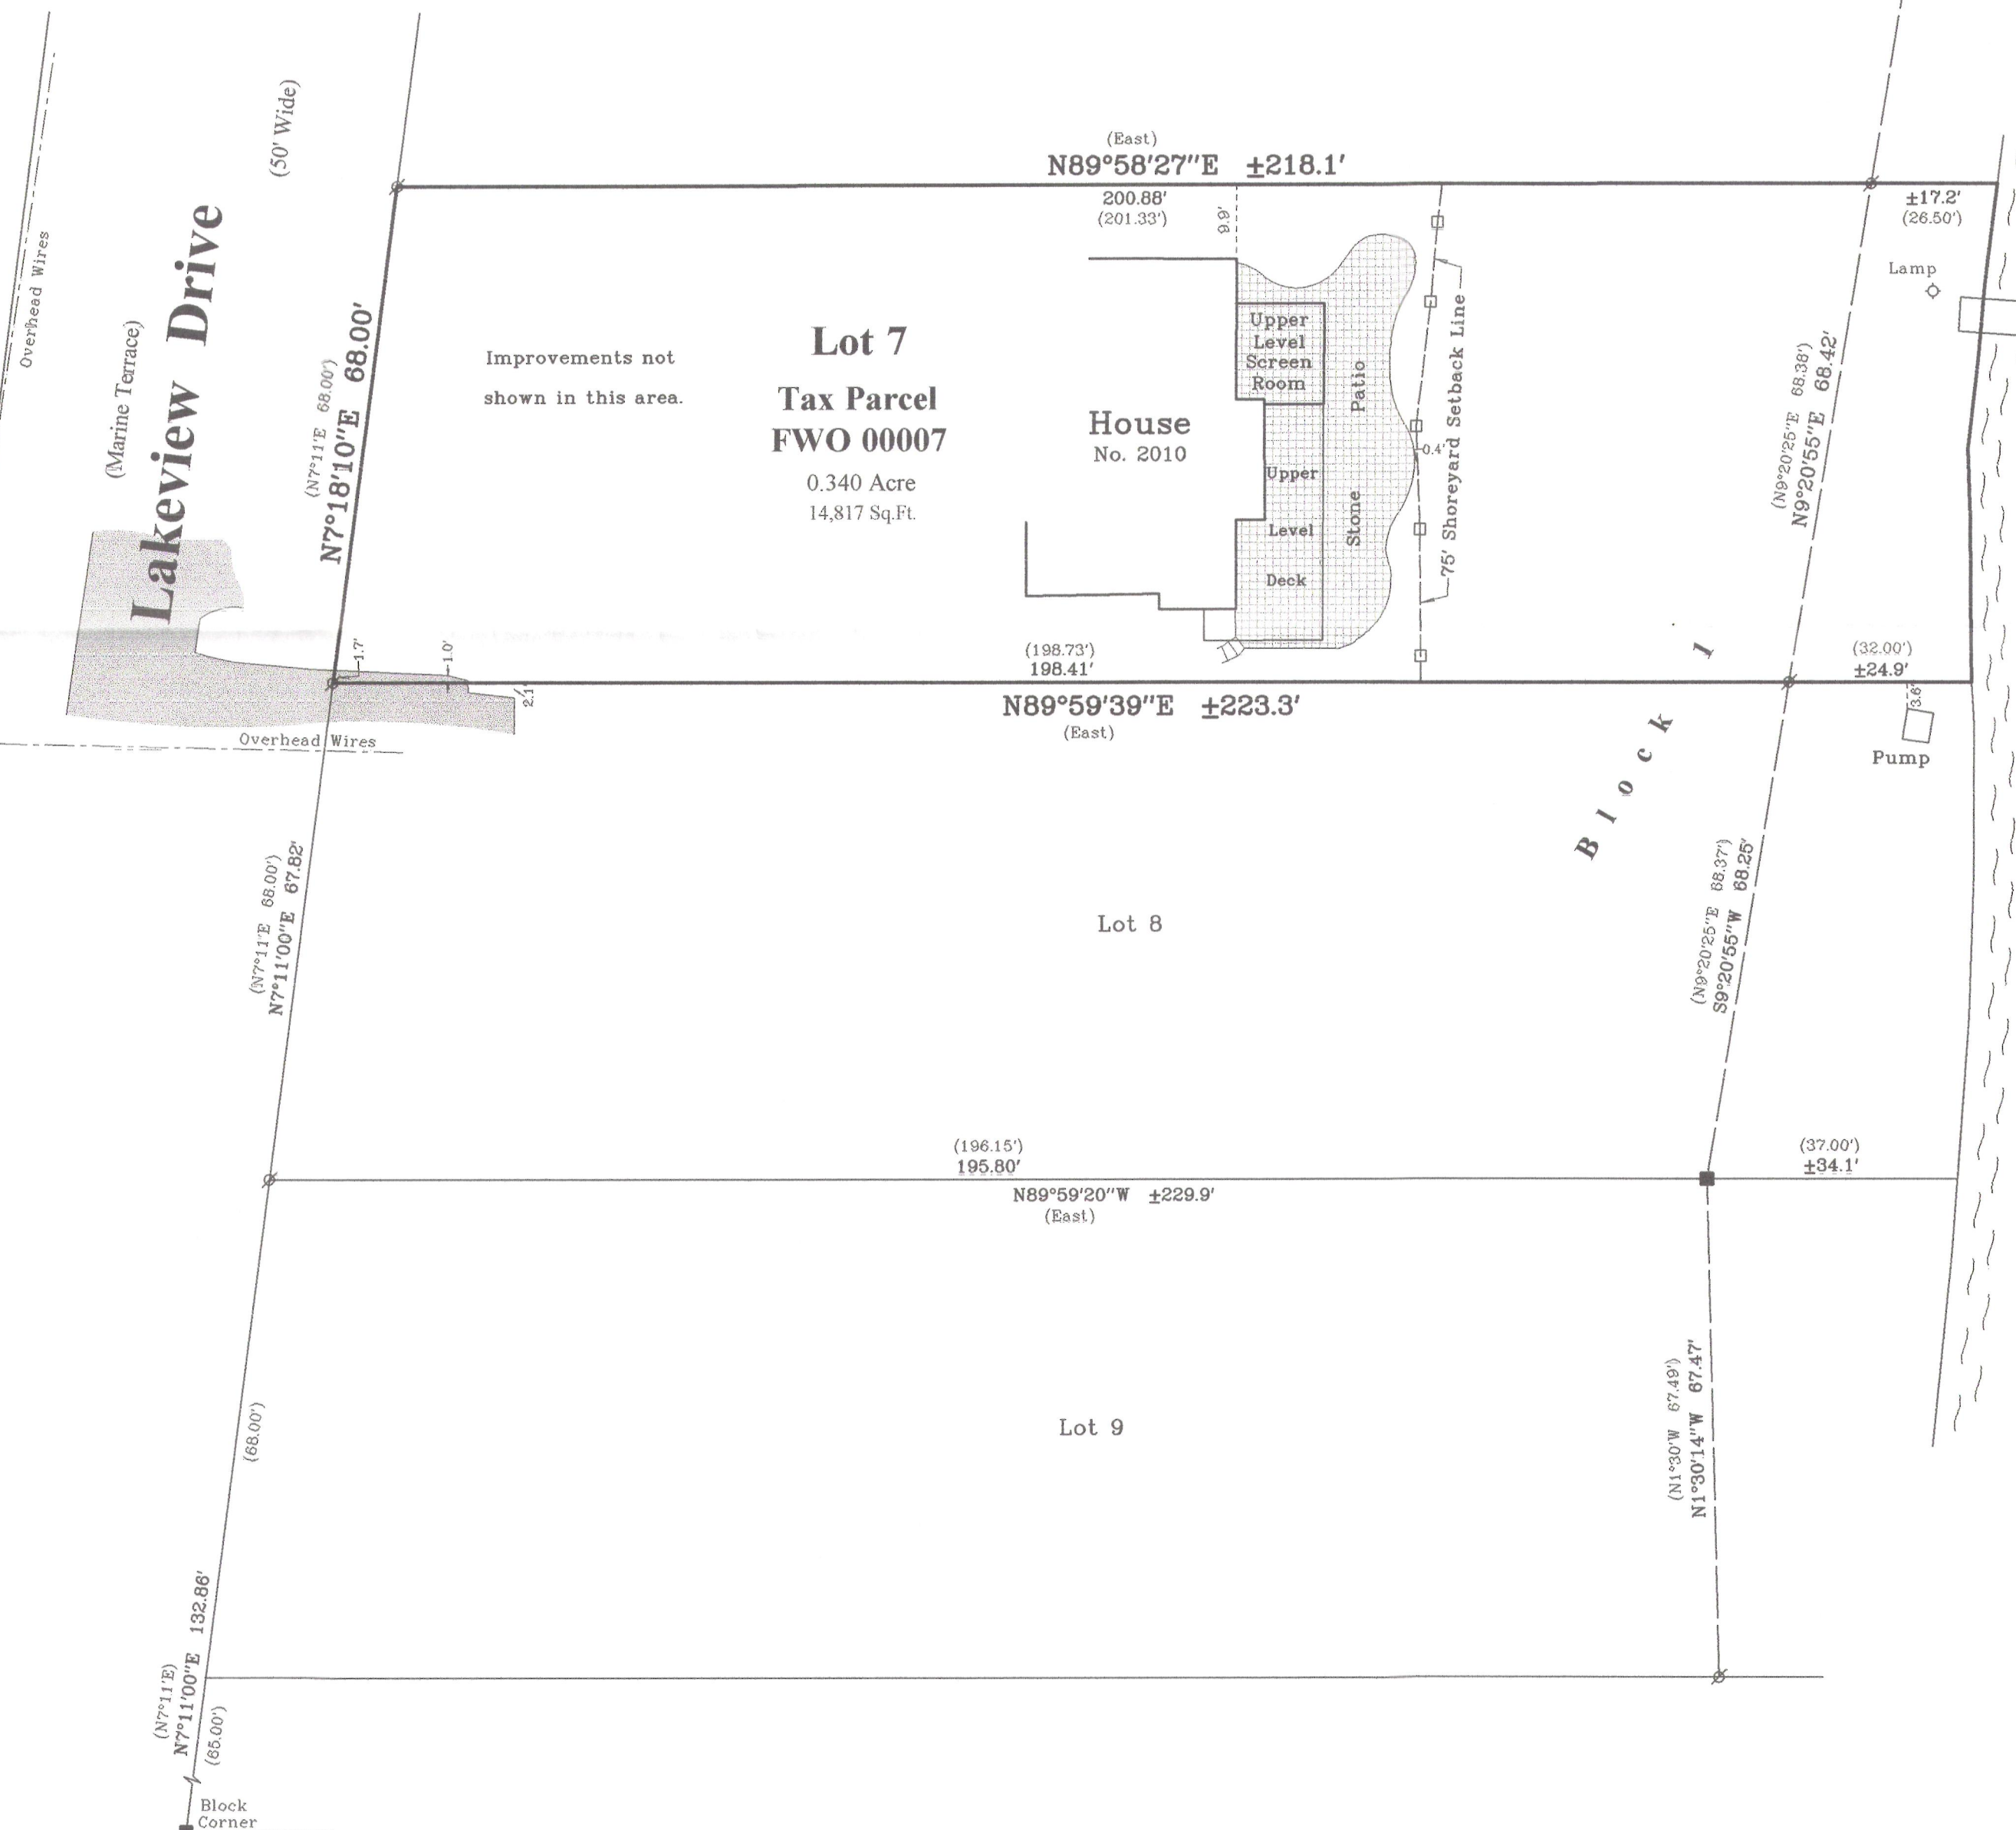 (50' Wide)
Lakeview Drive
(Marine Terrace)
Overhead Wires
(East)
N89°58'27"E ±218.1'
200.88'
(201.33')
9.9'
±17.2'
(26.50')
Lamp
(N7°11'E 68.00')
N7°18'10"E 68.00'
Improvements not
shown in this area.
Lot 7
Tax Parcel
FWO 00007
0.340 Acre
14,817 Sq.Ft.
House
No. 2010
Upper
Level
Screen
Room
Upper
Level
Deck
Stone Patio
0.4'
75' Shoreyard Setback Line
(N9°20'25"E 68.38')
N9°20'55"E 68.42'
1.7'
1.0'
2.1'
(198.73')
198.41'
N89°59'39"E ±223.3'
(East)
(32.00')
±24.9'
3.6'
Pump
Overhead Wires
Block 1
(N7°11'E 68.00')
N7°11'00"E 67.82'
Lot 8
(N9°20'25"E 68.37')
S9°20'55"W 68.25'
(196.15')
195.80'
N89°59'20"W ±229.9'
(East)
(37.00')
±34.1'
(68.00')
Lot 9
(N1°30'W 67.49')
N1°30'14"W 67.47'
(N7°11'E)
N7°11'00"E 132.86'
(65.00')
Block
Corner